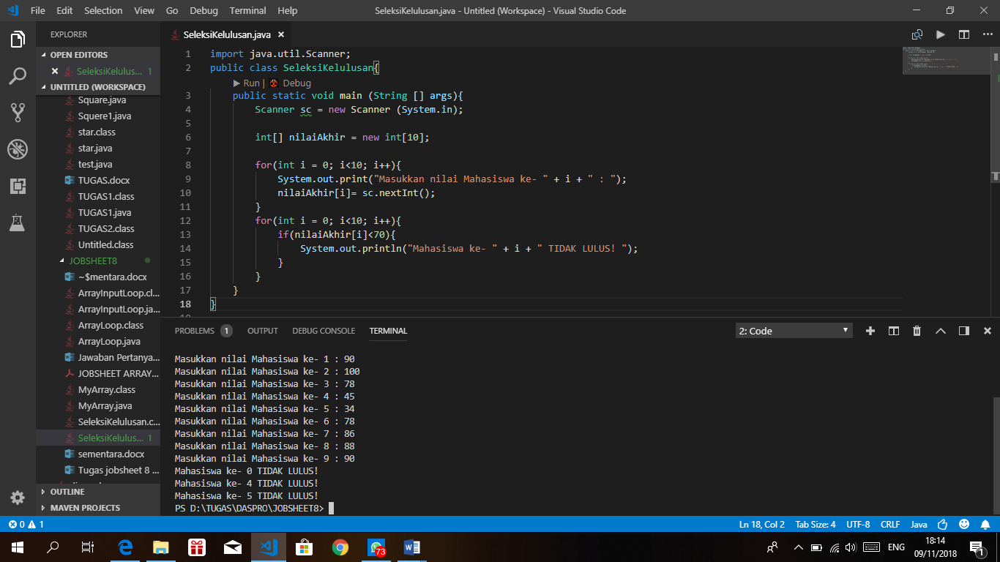 File Edit Selection View Go Debug Terminal Help SeleksiKelulusan.java - Untitled (Workspace) - Visual Studio Code
EXPLORER
OPEN EDITORS
SeleksiKelulus... 1
UNTITLED (WORKSPACE)
Square.java
Squere1.java
star.class
star.java
test.java
TUGAS.docx
TUGAS1.class
TUGAS1.java
TUGAS2.class
Untitled.class
JOBSHEET8
~$mentara.docx
ArrayInputLoop.cl...
ArrayInputLoop.ja...
ArrayLoop.class
ArrayLoop.java
Jawaban Pertanya...
JOBSHEET ARRAY...
MyArray.class
MyArray.java
SeleksiKelulusan.c...
SeleksiKelulus... 1
sementara.docx
Tugas jobsheet 8 ...
OUTLINE
MAVEN PROJECTS
SeleksiKelulusan.java
1 import java.util.Scanner;
2 public class SeleksiKelulusan{
Run | Debug
3 public static void main (String [] args){
4 Scanner sc = new Scanner (System.in);
5
6 int[] nilaiAkhir = new int[10];
7
8 for(int i = 0; i<10; i++){
9 System.out.print("Masukkan nilai Mahasiswa ke- " + i + " : ");
10 nilaiAkhir[i]= sc.nextInt();
11 }
12 for(int i = 0; i<10; i++){
13 if(nilaiAkhir[i]<70){
14 System.out.println("Mahasiswa ke- " + i + " TIDAK LULUS! ");
15 }
16 }
17 }
18 }
PROBLEMS 1 OUTPUT DEBUG CONSOLE TERMINAL 2: Code
Masukkan nilai Mahasiswa ke- 1 : 90
Masukkan nilai Mahasiswa ke- 2 : 100
Masukkan nilai Mahasiswa ke- 3 : 78
Masukkan nilai Mahasiswa ke- 4 : 45
Masukkan nilai Mahasiswa ke- 5 : 34
Masukkan nilai Mahasiswa ke- 6 : 78
Masukkan nilai Mahasiswa ke- 7 : 86
Masukkan nilai Mahasiswa ke- 8 : 88
Masukkan nilai Mahasiswa ke- 9 : 90
Mahasiswa ke- 0 TIDAK LULUS!
Mahasiswa ke- 4 TIDAK LULUS!
Mahasiswa ke- 5 TIDAK LULUS!
PS D:\TUGAS\DASPRO\JOBSHEET8>
0 1 Ln 18, Col 2 Tab Size: 4 UTF-8 CRLF Java
73 ENG 18:14
09/11/2018 1